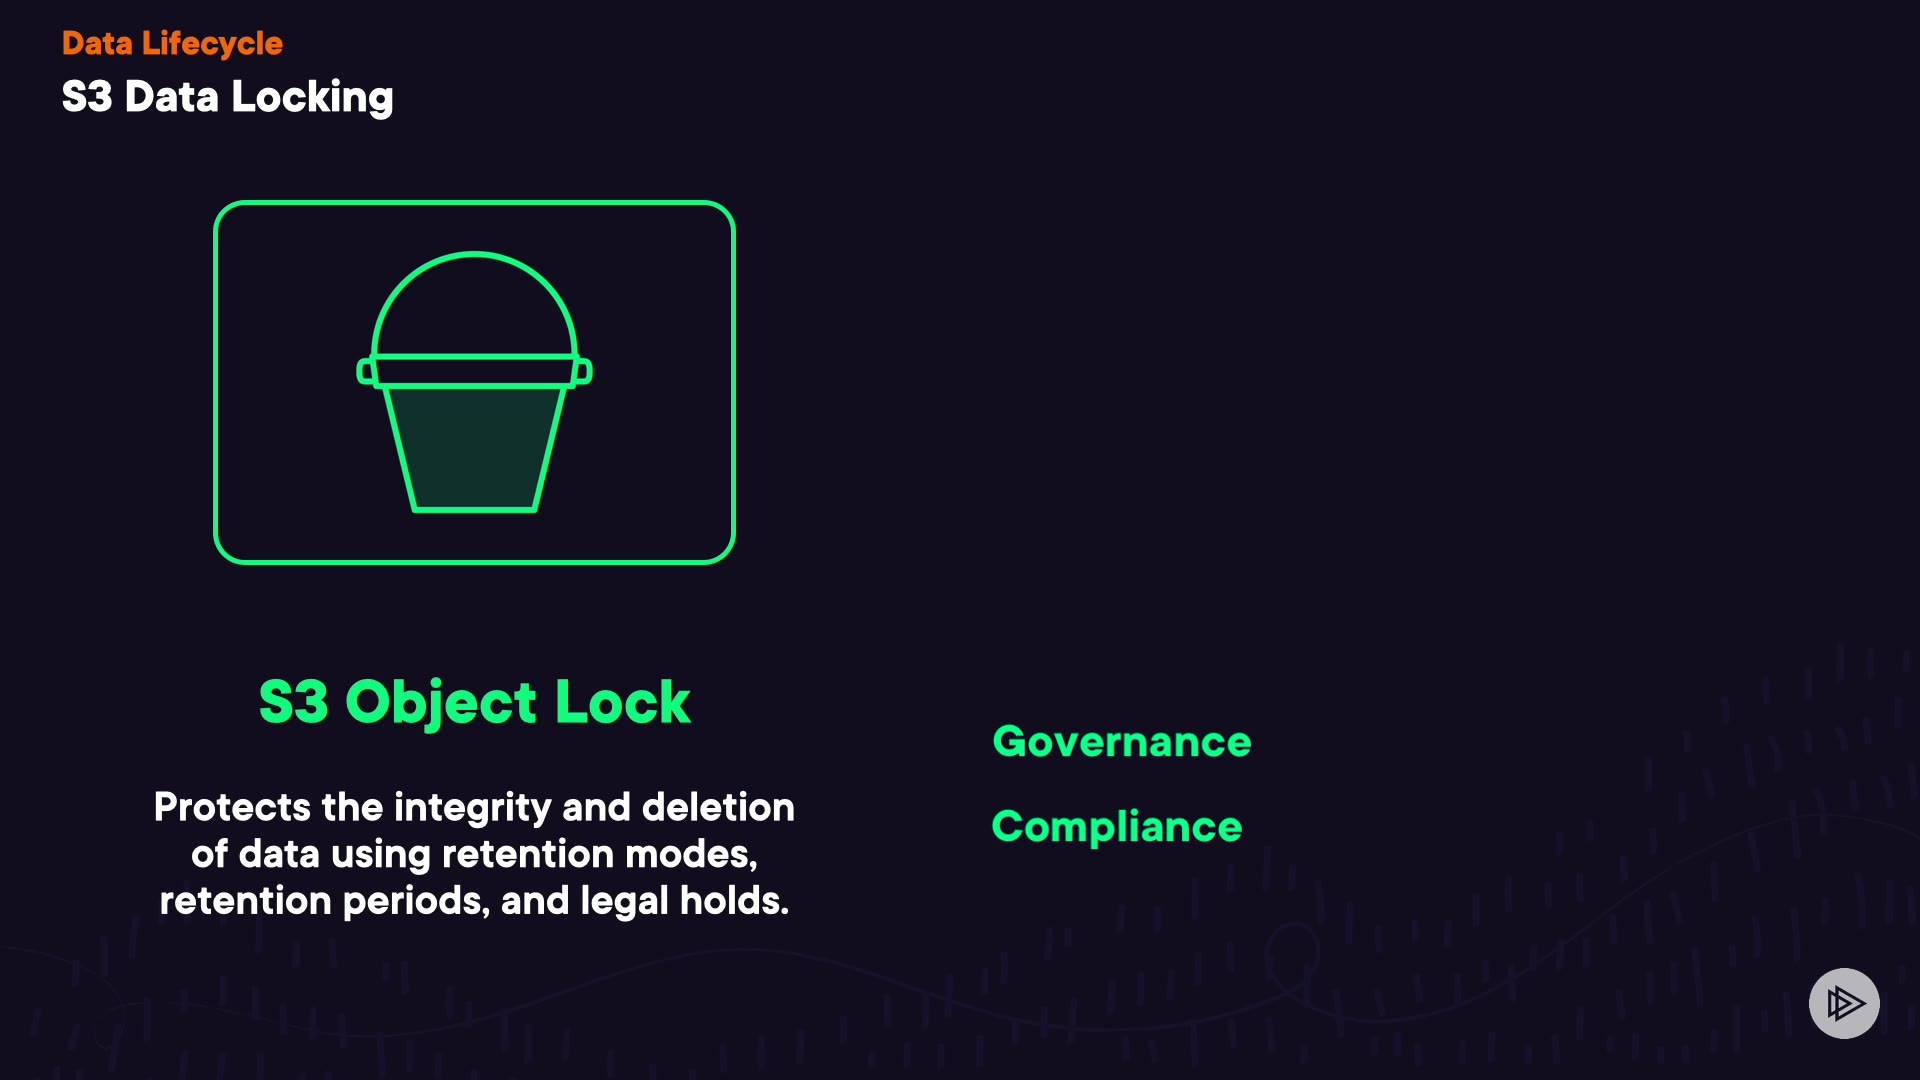 Data Lifecycle
S3 Data Locking
S3 Object Lock
Protects the integrity and deletion
of data using retention modes,
retention periods, and legal holds.
Governance
Compliance